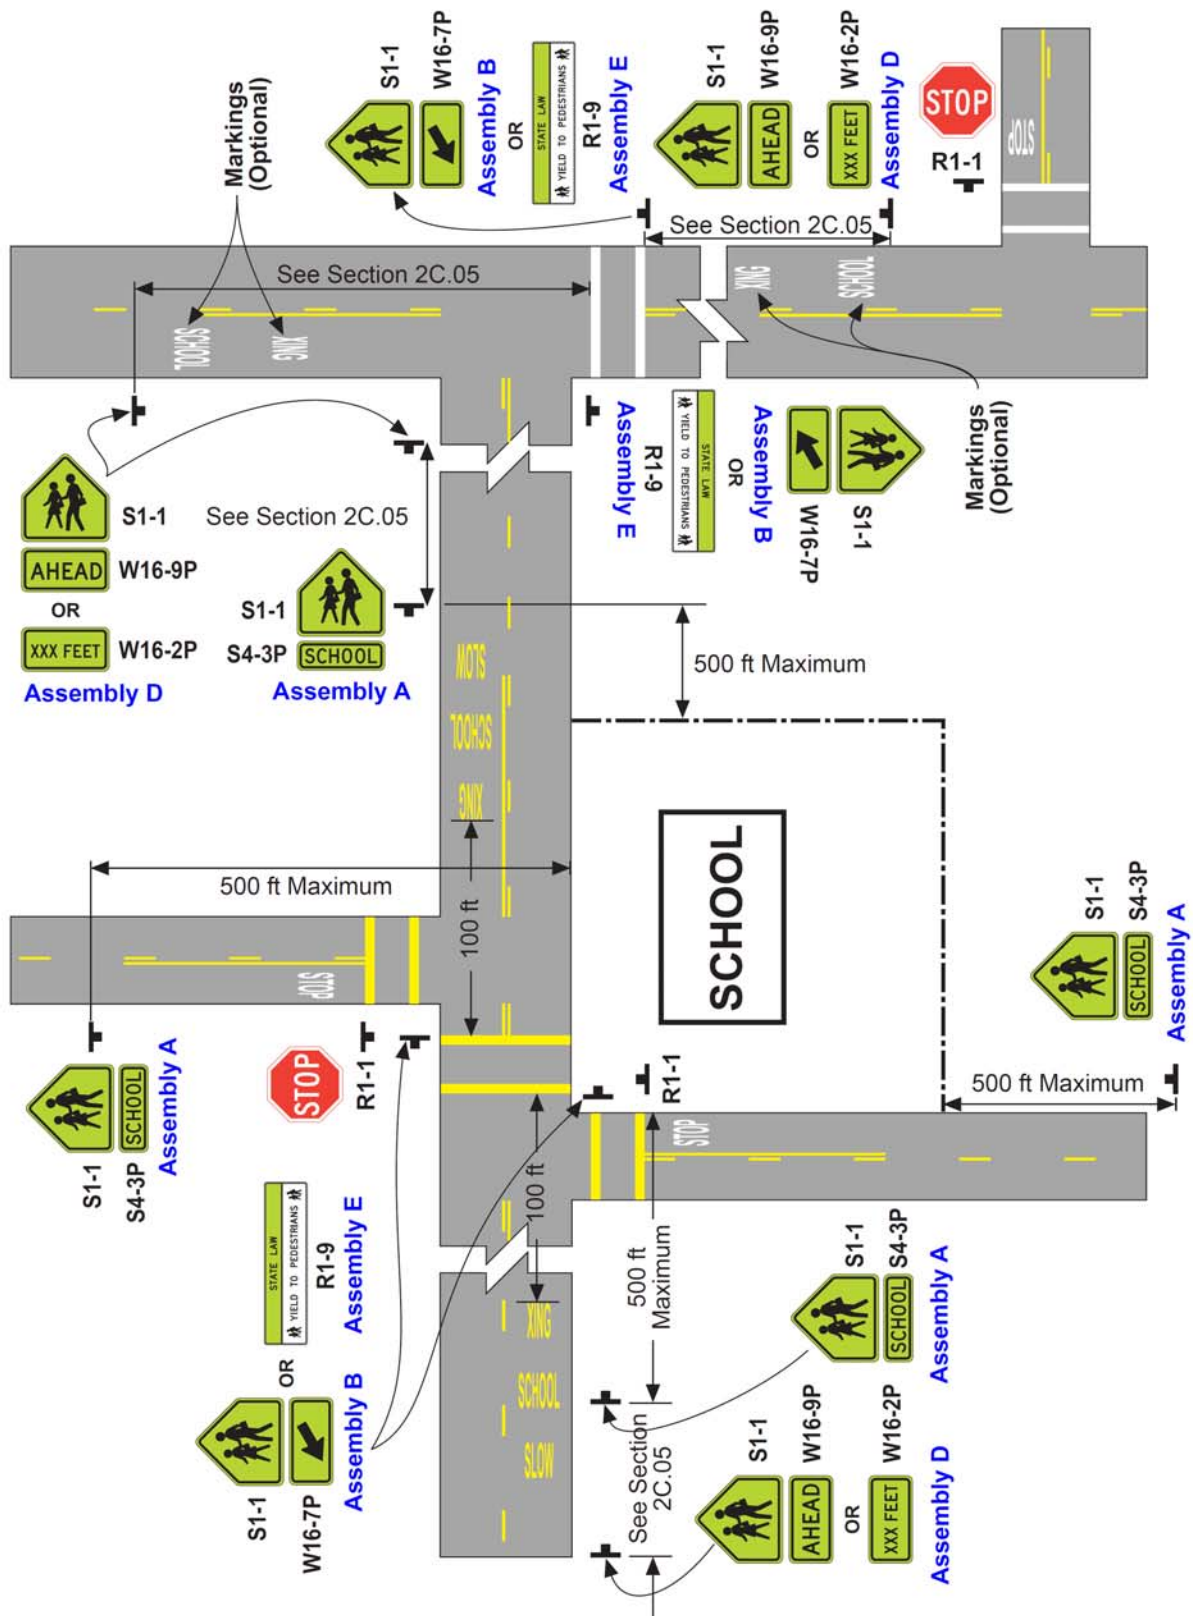 S1-1
W16-7P
Assembly B
OR
STATE LAW
YIELD TO PEDESTRIANS
R1-9
Assembly E
S1-1
AHEAD
W16-9P
OR
XXX FEET
W16-2P
Assembly D
STOP
R1-1
STOP
Markings
(Optional)
See Section 2C.05
See Section 2C.05
SCHOOL
XING
XING
SCHOOL
Markings
(Optional)
S1-1
W16-7P
Assembly B
OR
STATE LAW
YIELD TO PEDESTRIANS
R1-9
Assembly E
S1-1
AHEAD
W16-9P
OR
XXX FEET
W16-2P
Assembly D
See Section 2C.05
S1-1
S4-3P
SCHOOL
Assembly A
500 ft Maximum
SLOW
SCHOOL
XING
SCHOOL
500 ft Maximum
100 ft
STOP
S1-1
S4-3P
SCHOOL
Assembly A
STOP
R1-1
R1-1
STOP
S1-1
S4-3P
SCHOOL
Assembly A
500 ft Maximum
STATE LAW
YIELD TO PEDESTRIANS
R1-9
Assembly E
OR
S1-1
W16-7P
Assembly B
100 ft
XING
SCHOOL
SLOW
500 ft
Maximum
See Section
2C.05
S1-1
S4-3P
SCHOOL
Assembly A
S1-1
AHEAD
W16-9P
OR
XXX FEET
W16-2P
Assembly D